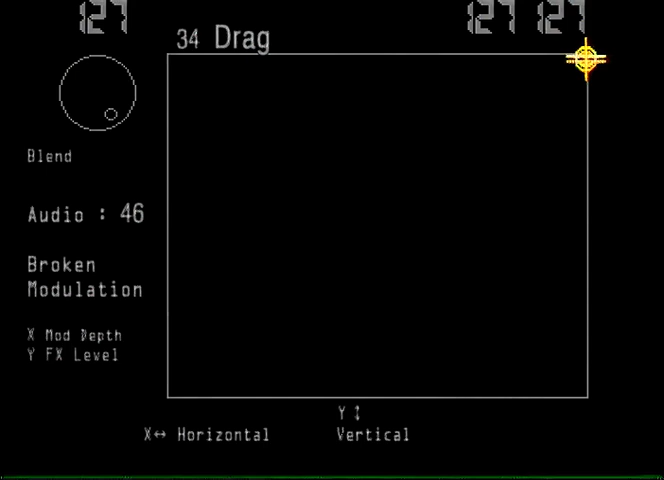 127
127 127
34 Drag
Blend
Audio : 46
Broken
Modulation
X Mod Depth
Y FX Level
Y ↕
X↔ Horizontal Vertical